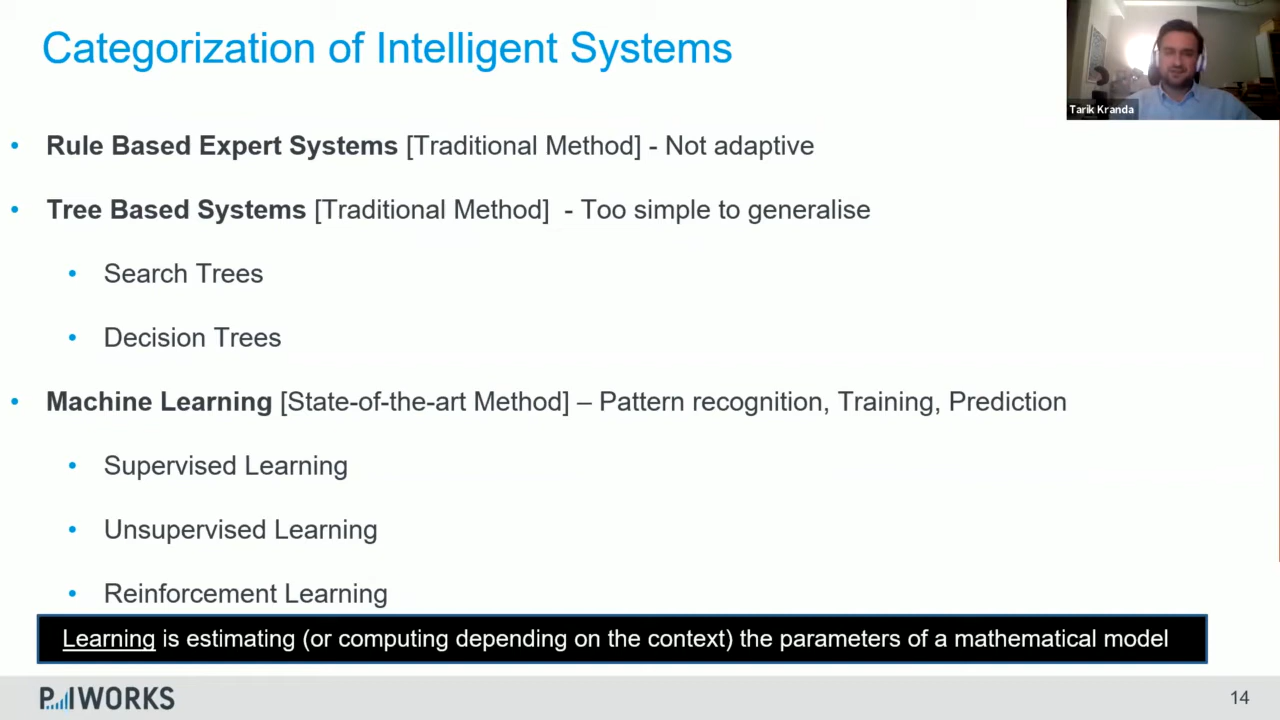 Categorization of Intelligent Systems
Tarik Kranda
• Rule Based Expert Systems [Traditional Method] - Not adaptive
• Tree Based Systems [Traditional Method] - Too simple to generalise
• Search Trees
• Decision Trees
• Machine Learning [State-of-the-art Method] – Pattern recognition, Training, Prediction
• Supervised Learning
• Unsupervised Learning
• Reinforcement Learning
Learning is estimating (or computing depending on the context) the parameters of a mathematical model
P.I WORKS
14